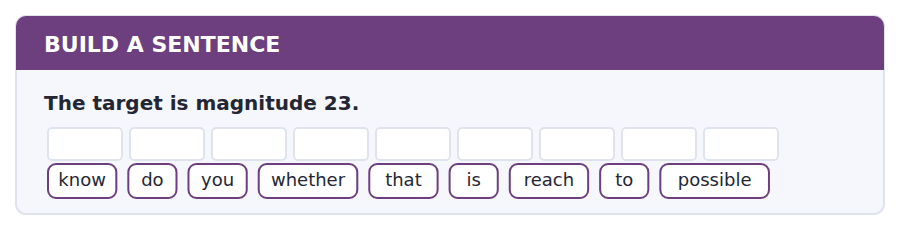 BUILD A SENTENCE
The target is magnitude 23.
know do you whether that is reach to possible